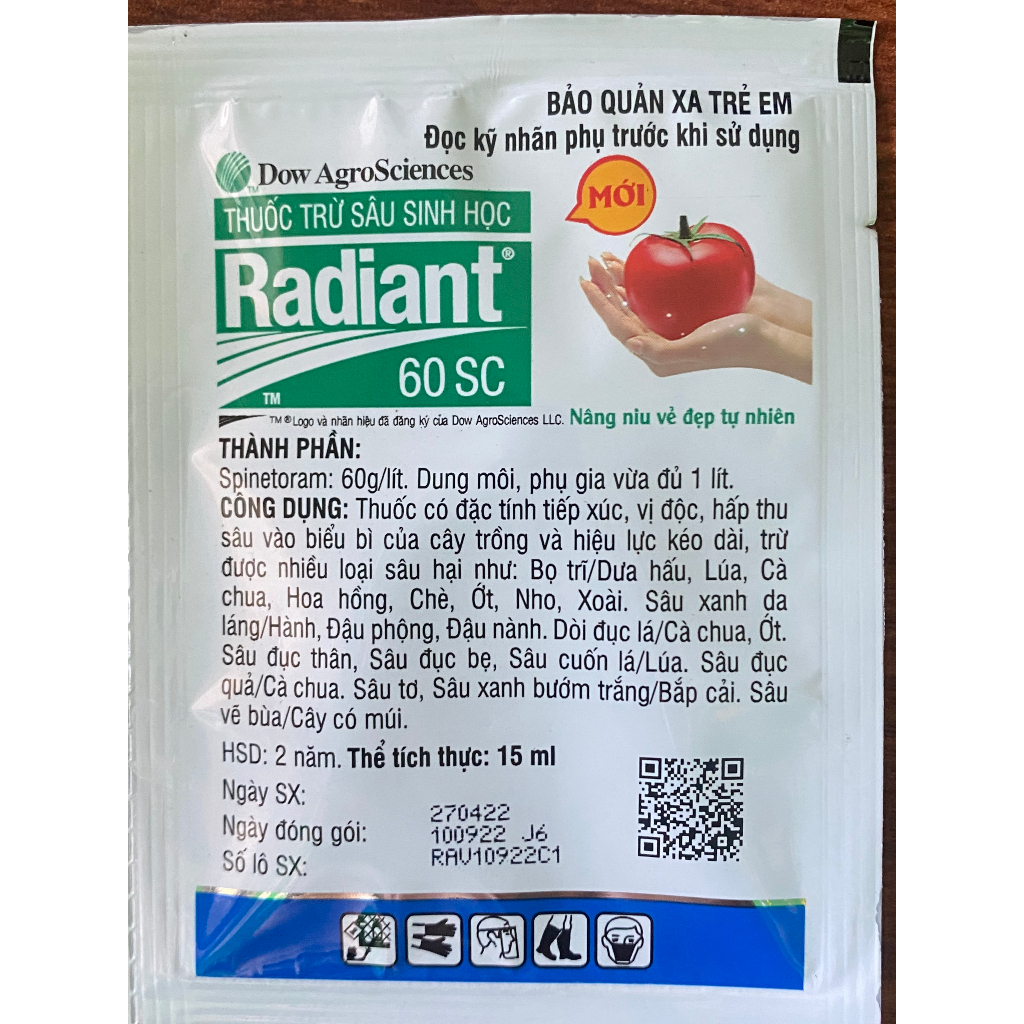 BẢO QUẢN XA TRẺ EM
Đọc kỹ nhãn phụ trước khi sử dụng
Dow AgroSciences
TM
THUỐC TRỪ SÂU SINH HỌC
MỚI
Radiant®
60 SC
TM
TM ® Logo và nhãn hiệu đã đăng ký của Dow AgroSciences LLC. Nâng niu vẻ đẹp tự nhiên
THÀNH PHẦN:
Spinetoram: 60g/lít. Dung môi, phụ gia vừa đủ 1 lít.
CÔNG DỤNG: Thuốc có đặc tính tiếp xúc, vị độc, hấp thu
sâu vào biểu bì của cây trồng và hiệu lực kéo dài, trừ
được nhiều loại sâu hại như: Bọ trĩ/Dưa hấu, Lúa, Cà
chua, Hoa hồng, Chè, Ớt, Nho, Xoài. Sâu xanh da
láng/Hành, Đậu phộng, Đậu nành. Dòi đục lá/Cà chua, Ớt.
Sâu đục thân, Sâu đục bẹ, Sâu cuốn lá/Lúa. Sâu đục
quả/Cà chua. Sâu tơ, Sâu xanh bướm trắng/Bắp cải. Sâu
vẽ bùa/Cây có múi.
HSD: 2 năm. Thể tích thực: 15 ml
Ngày SX: 270422
Ngày đóng gói: 100922 J6
Số lô SX: RAV10922C1